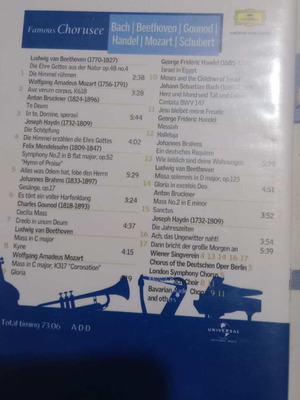 Famous Chorusee
Bach | Beethoven | Gounod |
Handel | Mozart | Schubert
Ludwig van Beethoven (1770-1827)
Die Ehre Gottes aus der Natur op.48 no.4
1 Die Himmel rühmen
Wolfgang Amadeus Mozart (1756-1791)
2 Ave verum corpus, K618 3:38
Anton Bruckner (1824-1896)
Te Deum
3 In te, Domine, speravi 5:44
Joseph Haydn (1732-1809)
Die Schöpfung
4 Die Himmel erzählen die Ehre Gottes 4:02
Felix Mendelssohn (1809-1847)
Symphony No.2 in B flat major, op.52
"Hymn of Praise"
5 Alles was Odem hat, lobe den Herrn 5:29
Johannes Brahms (1833-1897)
Gesänge, op.17
6 Es tönt ein voller Harfenklang
Charles Gounod (1818-1893)
Cecilia Mass
7 Credo in unum Deum
Ludwig van Beethoven
Mass in C major
8 Kyrie
Wolfgang Amadeus Mozart 4:15
Mass in C major, K317 "Coronation"
9 Gloria
George Frideric Handel (1685-
Israel in Egypt
10 Moses and the Children of Israel
Johann Sebastian Bach
Herz und Mund und Tat und Leben
Cantata BWV 147
11 Jesu bleibet meine Freude
George Frideric Handel
Messiah
12 Halleluja
Johannes Brahms
Ein deutsches Requiem
13 Wie lieblich sind deine Wohnungen
Ludwig van Beethoven
Missa solemnis in D major, op.123
14 Gloria in excelsis Deo
Anton Bruckner
Mass No.2 in E minor
15 Sanctus
Joseph Haydn (1732-1809)
Die Jahreszeiten
16 Ach, das Ungewitter naht!
17 Dann bricht der große Morgen an 5:39
Wiener Singverein 4 13 14 16 17
Chorus of the Deutschen Oper Berlin
London Symphony Chorus
Choir 8
Bavarian
and others
Total timing 73:06 ADD
UNIVERSAL